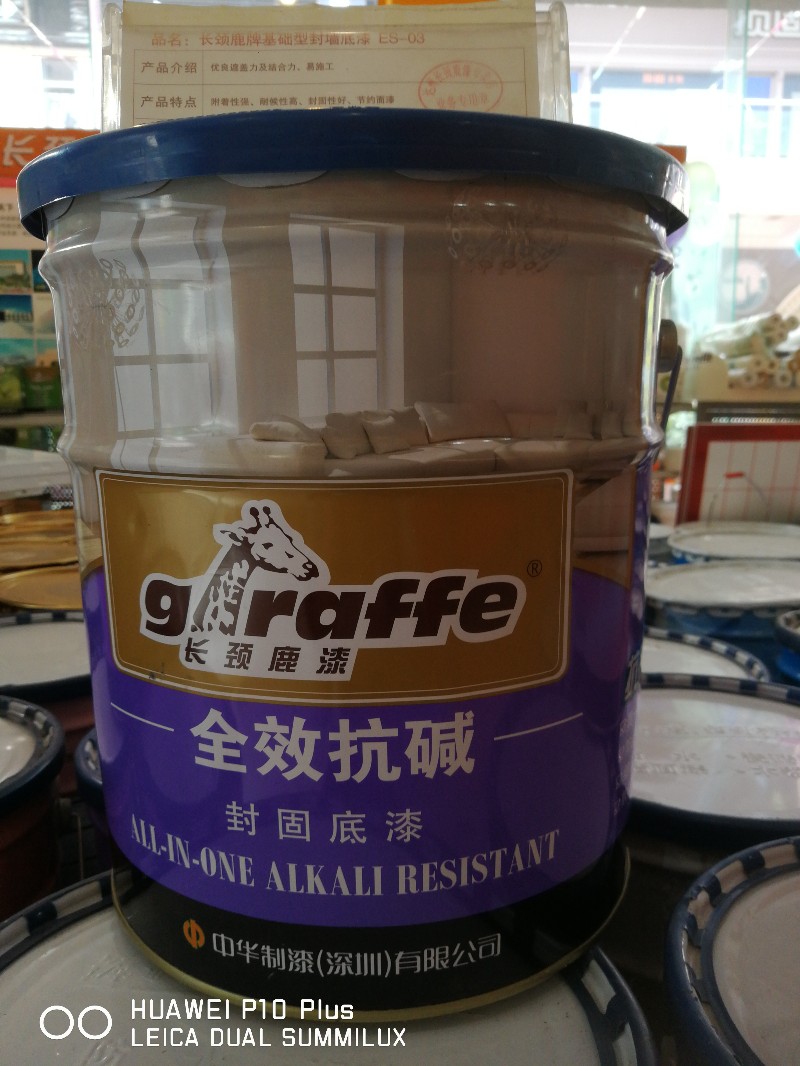 品名: 长颈鹿牌基础型封墙底漆 ES-03
产品介绍 优良遮盖力及结合力、易施工
产品特点 附着性强、耐候性高、封固性好、节约面漆
长颈
giraffe®
长颈鹿漆
全效抗碱
封固底漆
ALL-IN-ONE ALKALI RESISTANT
中华制漆(深圳)有限公司
HUAWEI P10 Plus
LEICA DUAL SUMMILUX